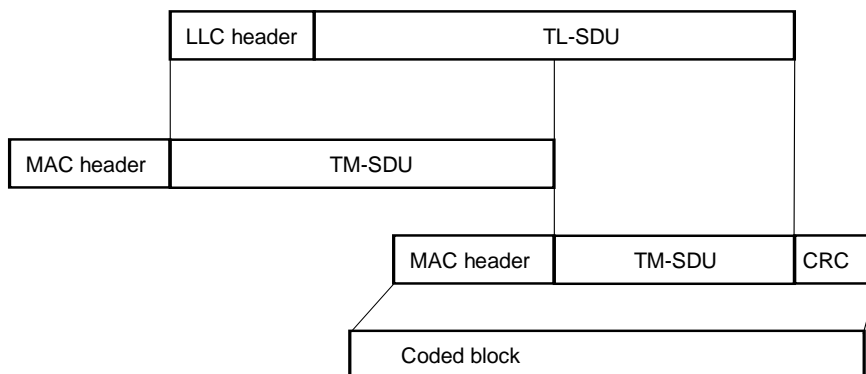 LLC header TL-SDU
MAC header TM-SDU
MAC header TM-SDU CRC
Coded block